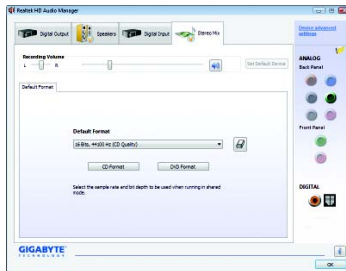 Realtek HD Audio Manager
Digital Output
Speakers
Digital Input
Stereo Mix
Device advanced settings
Recording Volume
L
R
Set Default Device
ANALOG
Back Panel
Default Format
Default Format
16 Bits, 44100 Hz (CD Quality)
CD Format
DVD Format
Select the sample rate and bit depth to be used when running in shared
mode.
Front Panel
DIGITAL
GIGABYTE
TECHNOLOGY
i
OK